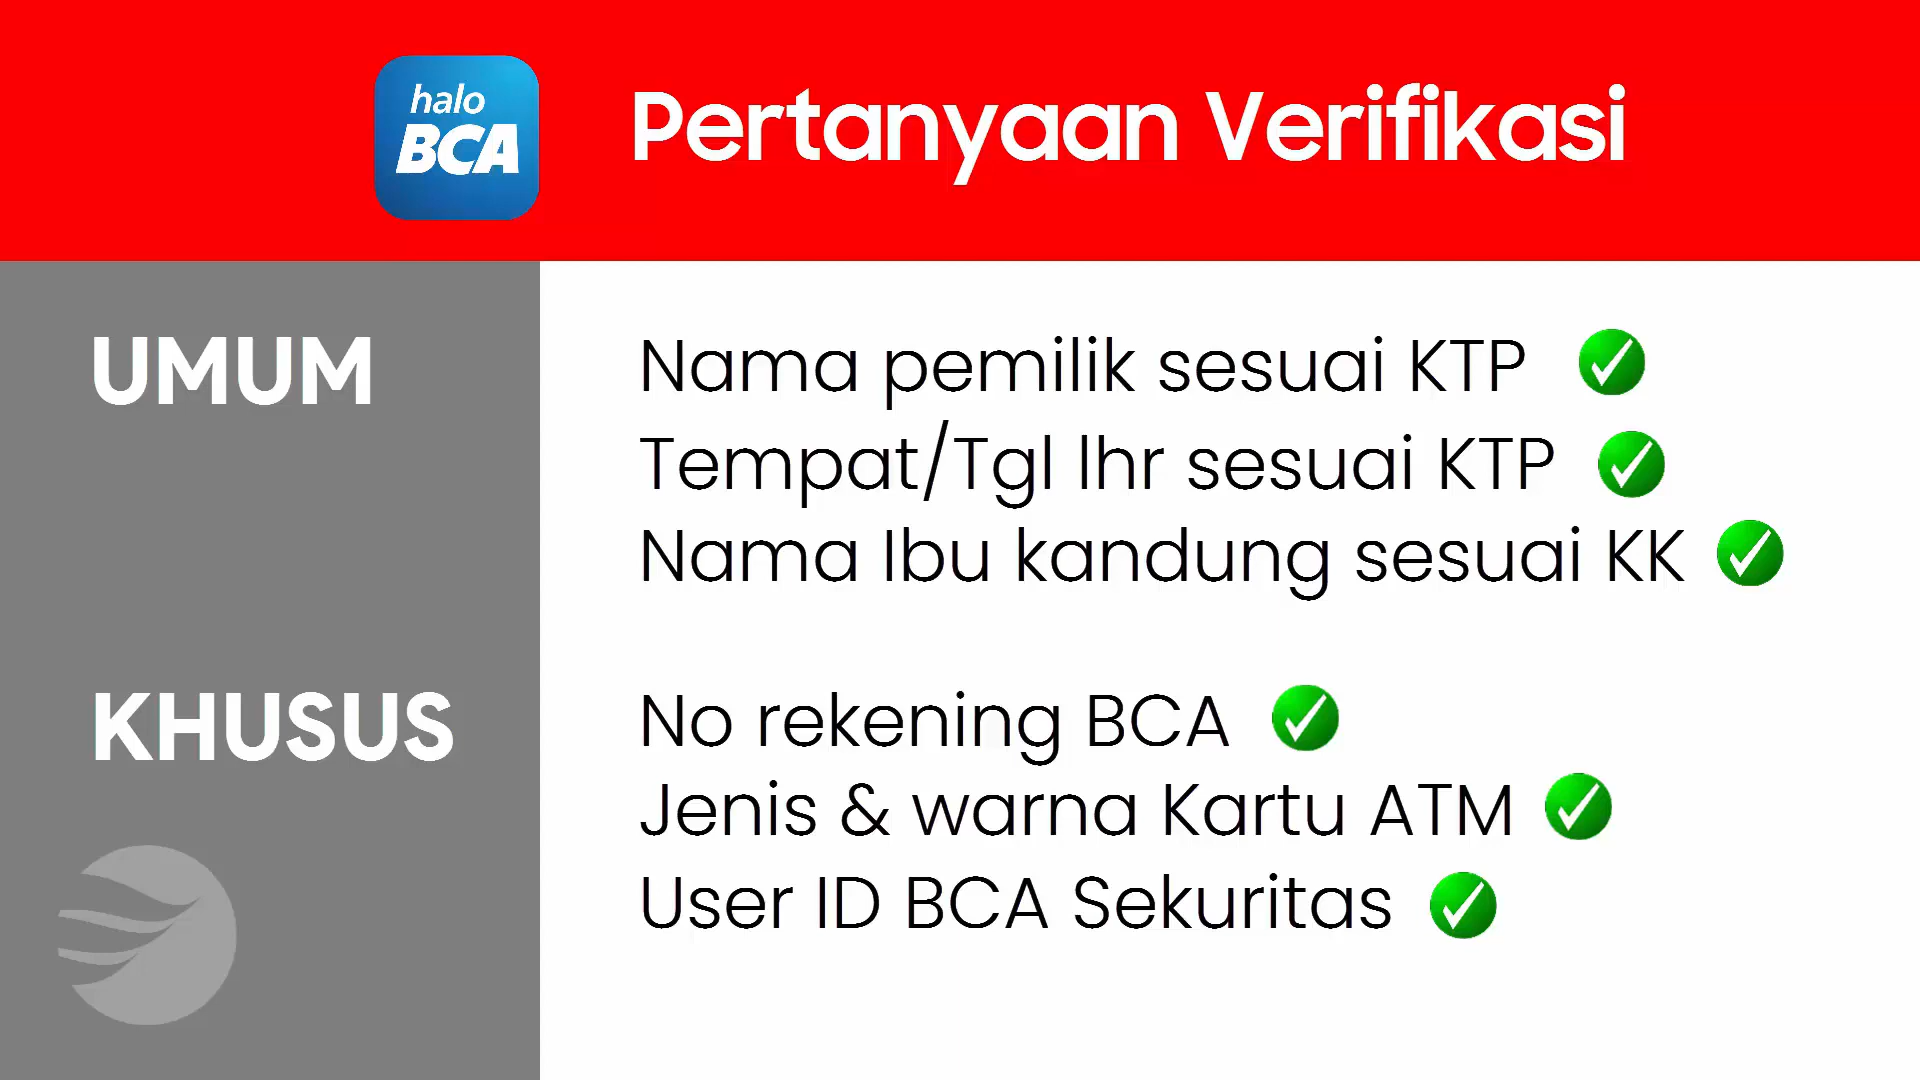 halo
BCA
Pertanyaan Verifikasi
UMUM
Nama pemilik sesuai KTP
Tempat/Tgl lhr sesuai KTP
Nama Ibu kandung sesuai KK
KHUSUS
No rekening BCA
Jenis & warna Kartu ATM
User ID BCA Sekuritas